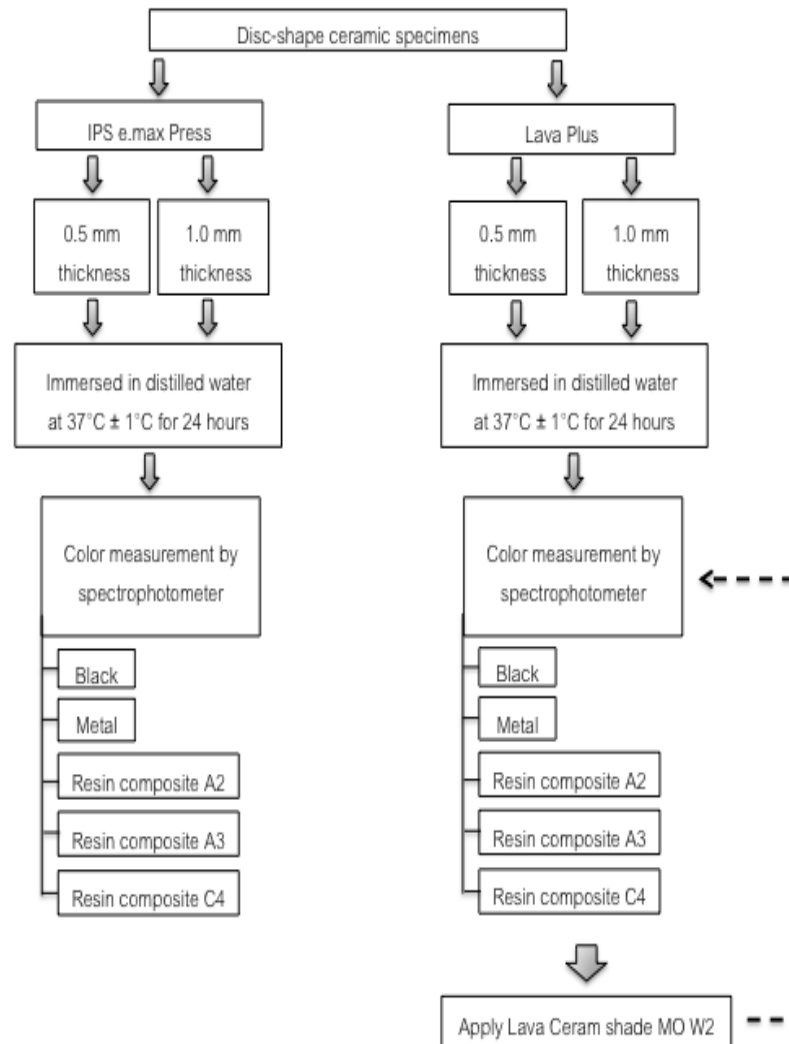 Disc-shape ceramic specimens
IPS e.max Press
0.5 mm
thickness
1.0 mm
thickness
Immersed in distilled water
at 37°C ± 1°C for 24 hours
Color measurement by
spectrophotometer
Black
Metal
Resin composite A2
Resin composite A3
Resin composite C4
Lava Plus
0.5 mm
thickness
1.0 mm
thickness
Immersed in distilled water
at 37°C ± 1°C for 24 hours
Color measurement by
spectrophotometer
Black
Metal
Resin composite A2
Resin composite A3
Resin composite C4
Apply Lava Ceram shade MO W2